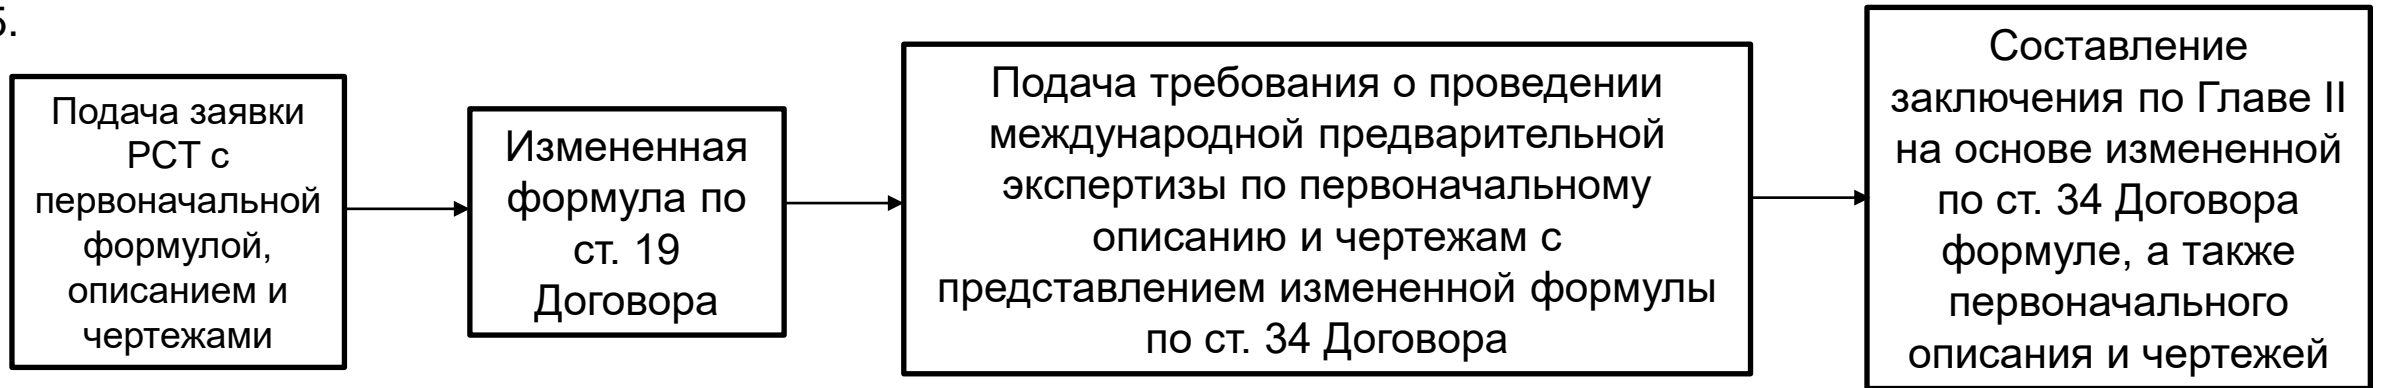 5.
Подача заявки
РСТ с
первоначальной
формулой,
описанием и
чертежами
Измененная
формула по
ст. 19
Договора
Подача требования о проведении
международной предварительной
экспертизы по первоначальному
описанию и чертежам с
представлением измененной формулы
по ст. 34 Договора
Составление
заключения по Главе II
на основе измененной
по ст. 34 Договора
формуле, а также
первоначального
описания и чертежей